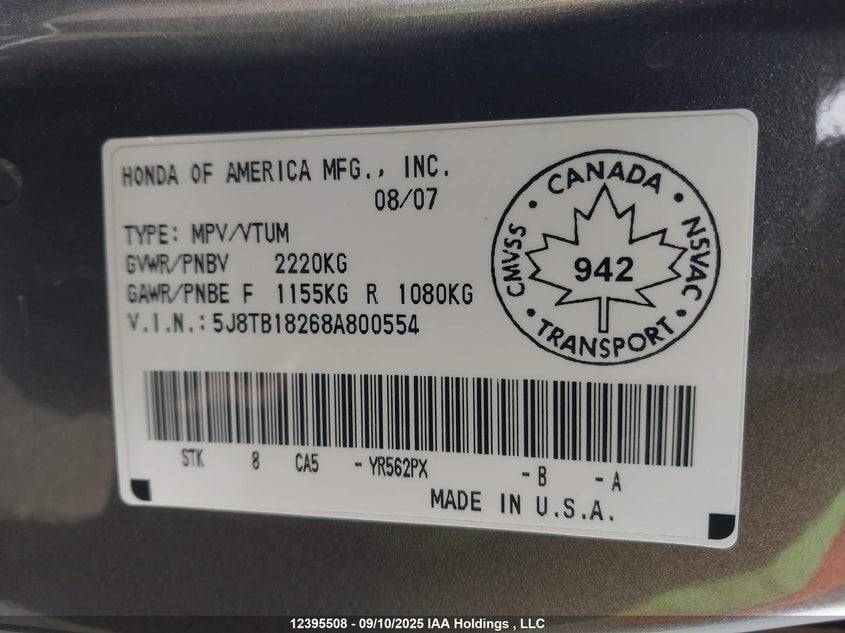 HONDA OF AMERICA MFG., INC.
08/07
TYPE: MPV/VTUM
GVWR/PNBV 2220KG
GAWR/PNBE F 1155KG R 1080KG
V.I.N.: 5J8TB18268A800554
CANADA
CMVSS
942
NSVAC
TRANSPORT
STK 8 CA5 - YR562PX -B -A
MADE IN U.S.A.
12395508 - 09/10/2025 IAA Holdings , LLC